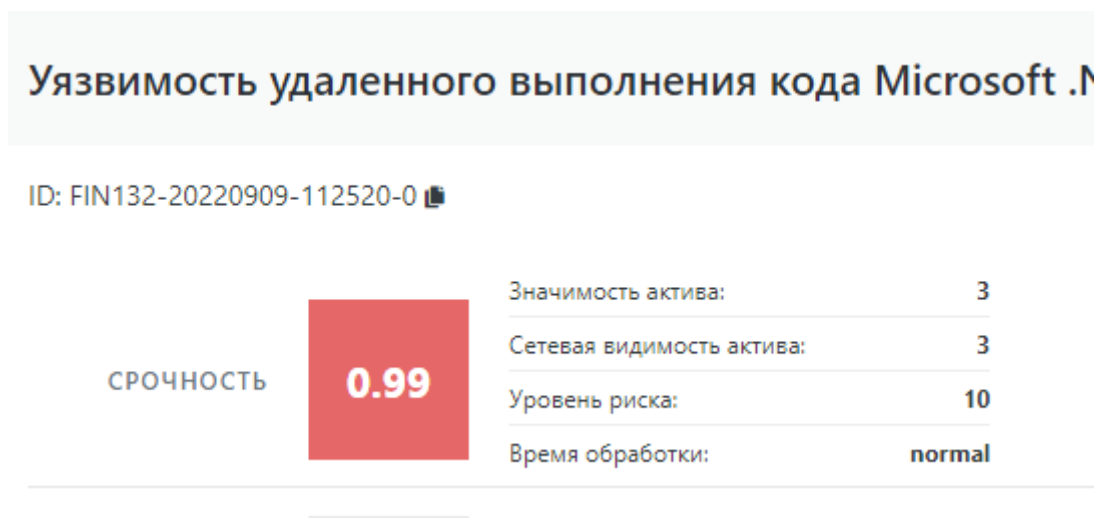 Уязвимость удаленного выполнения кода Microsoft
ID: FIN132-20220909-112520-0
СРОЧНОСТЬ
0.99
Значимость актива: 3
Сетевая видимость актива: 3
Уровень риска: 10
Время обработки: normal